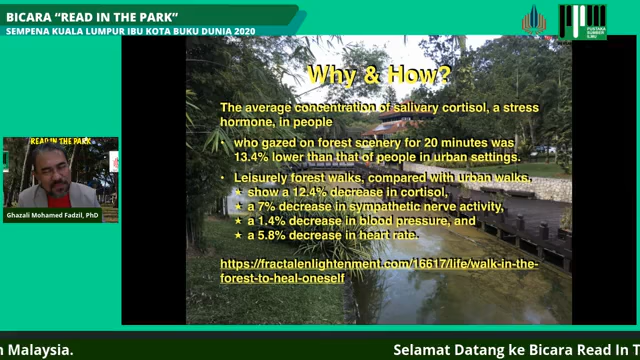 BICARA “READ IN THE PARK”
SEMPENA KUALA LUMPUR IBU KOTA BUKU DUNIA 2020
PUSTAKA
SUMBER
ILMU
Why & How?
The average concentration of salivary cortisol, a stress
hormone, in people
• who gazed on forest scenery for 20 minutes was
13.4% lower than that of people in urban settings.
• Leisurely forest walks, compared with urban walks,
★ show a 12.4% decrease in cortisol,
★ a 7% decrease in sympathetic nerve activity,
★ a 1.4% decrease in blood pressure, and
★ a 5.8% decrease in heart rate.
https://fractalenlightenment.com/16617/life/walk-in-the-
forest-to-heal-oneself
READ IN THE PARK
Ghazali Mohamed Fadzil, PhD
n Malaysia.
Selamat Datang ke Bicara Read In T